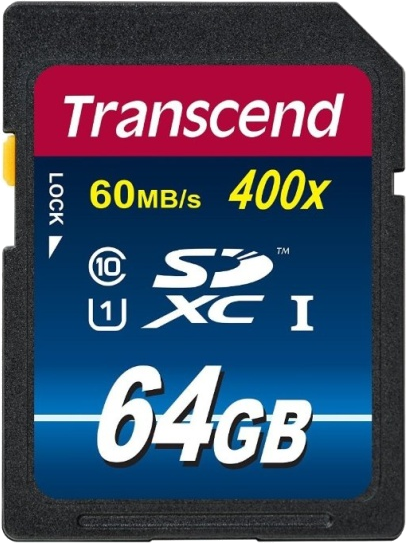 Transcend
60MB/s 400x
LOCK
10 SD™
U1 XC I
64GB